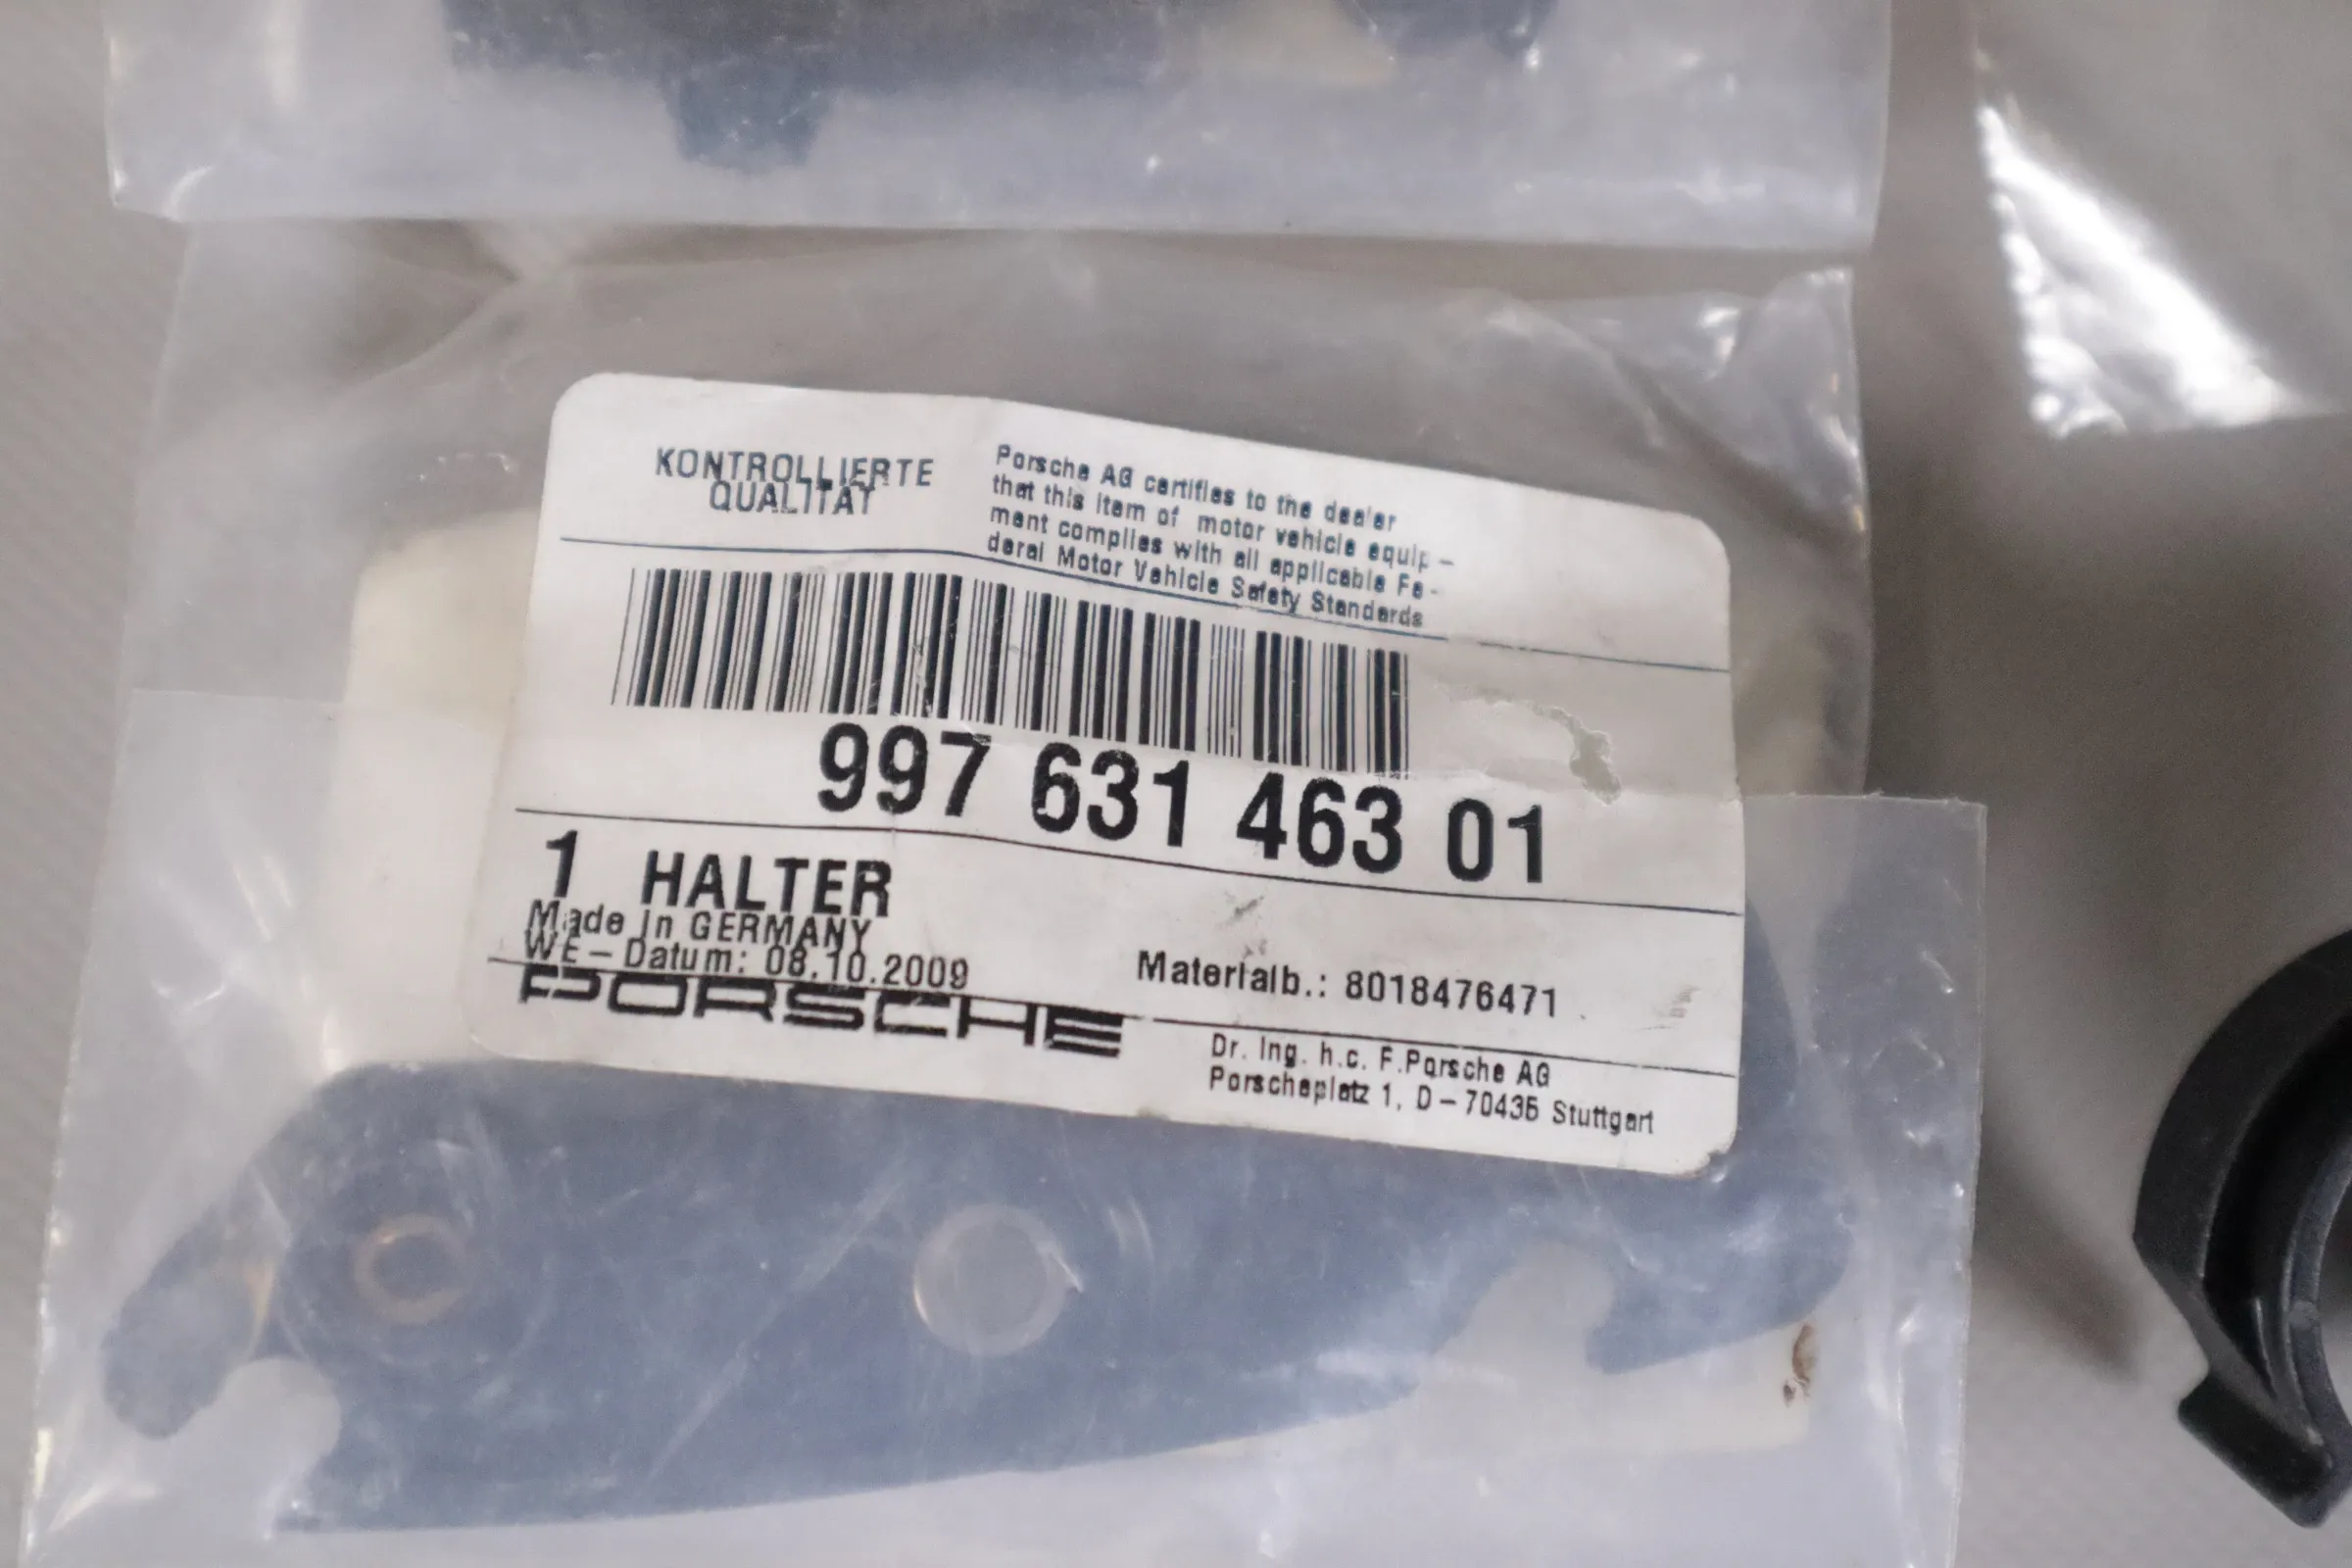 KONTROLLIERTE
QUALITÄT
Porsche AG certifies to the dealer
that this item of motor vehicle equip-
ment complies with all applicable Fe-
deral Motor Vehicle Safety Standards
997 631 463 01
1 HALTER
Made in GERMANY
WE-Datum: 08.10.2009
Materialb.: 8018476471
PORSCHE
Dr. Ing. h.c. F.Porsche AG
Porscheplatz 1, D-70435 Stuttgart